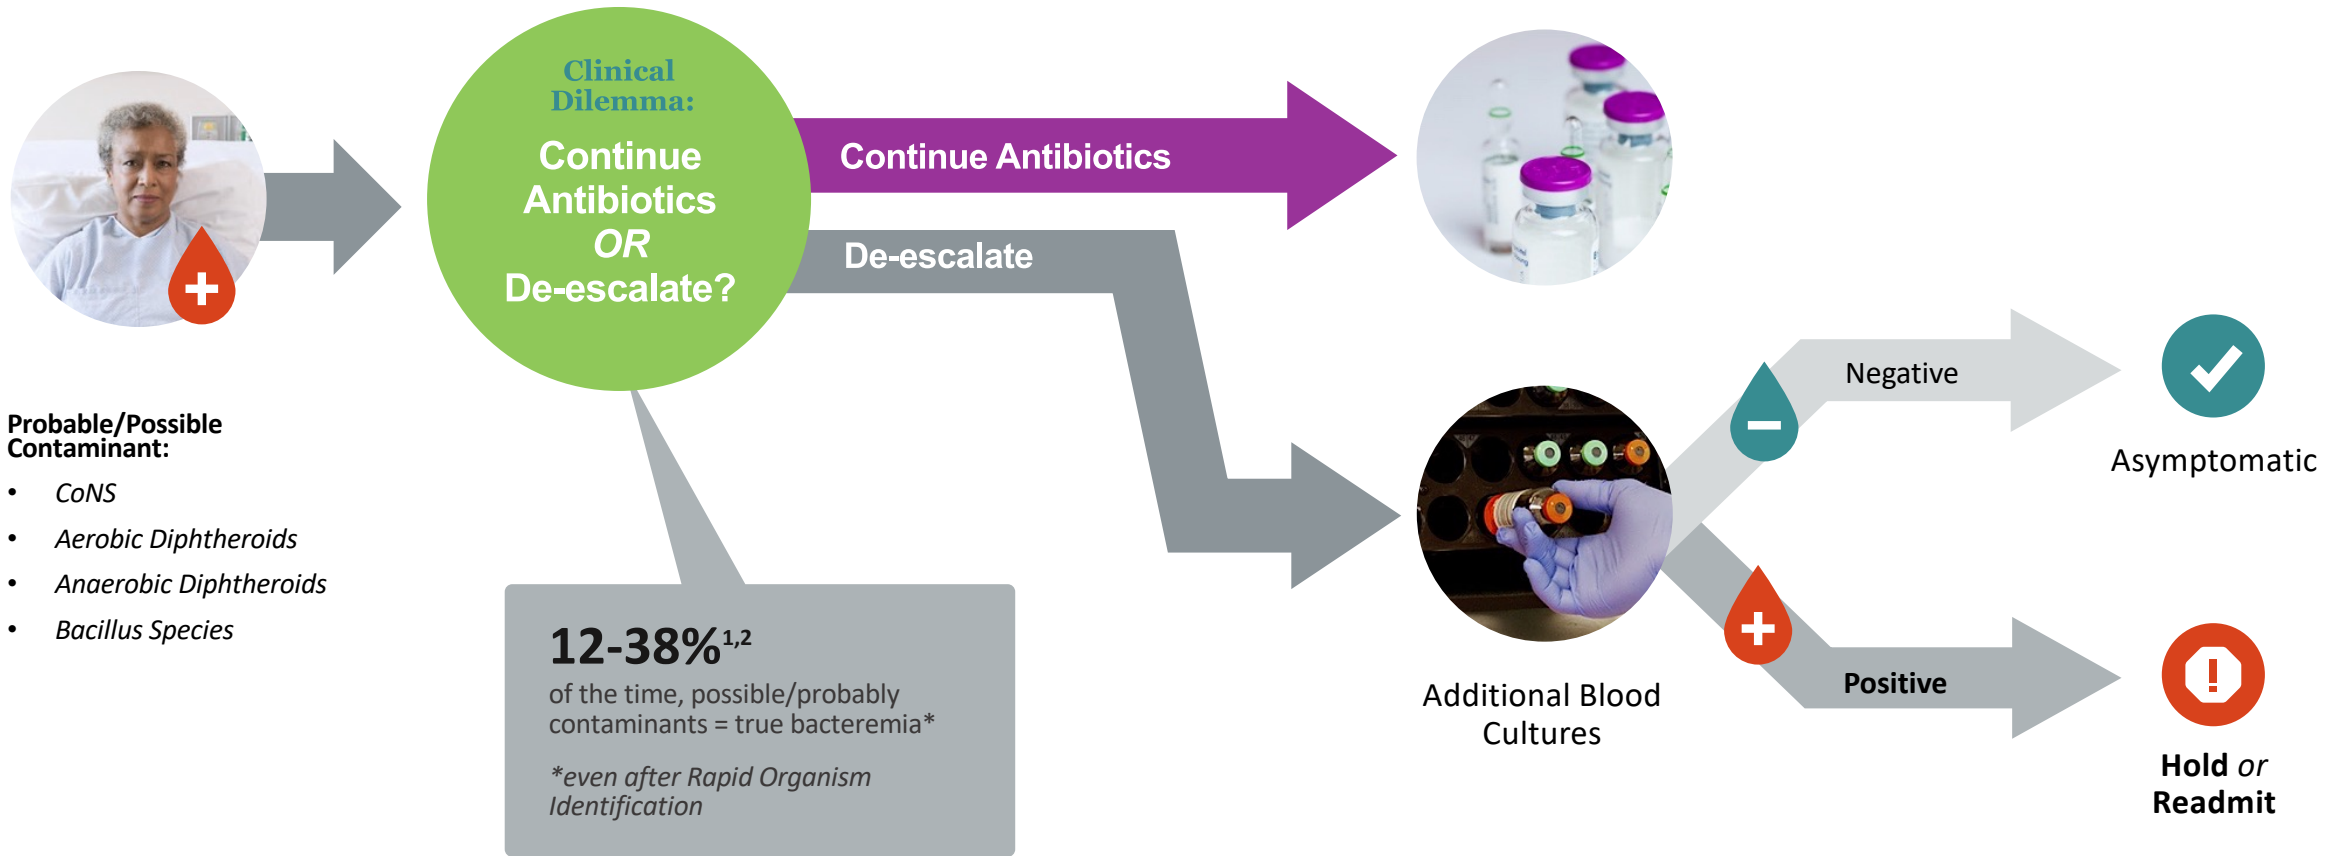 Clinical
Dilemma:
Continue
Antibiotics
OR
De-escalate?
Continue Antibiotics
De-escalate
Probable/Possible
Contaminant:
• CoNS
• Aerobic Diphtheroids
• Anaerobic Diphtheroids
• Bacillus Species
12-38%1,2
of the time, possible/probably
contaminants = true bacteremia*
*even after Rapid Organism
Identification
Additional Blood
Cultures
Negative
Asymptomatic
Positive
Hold or
Readmit